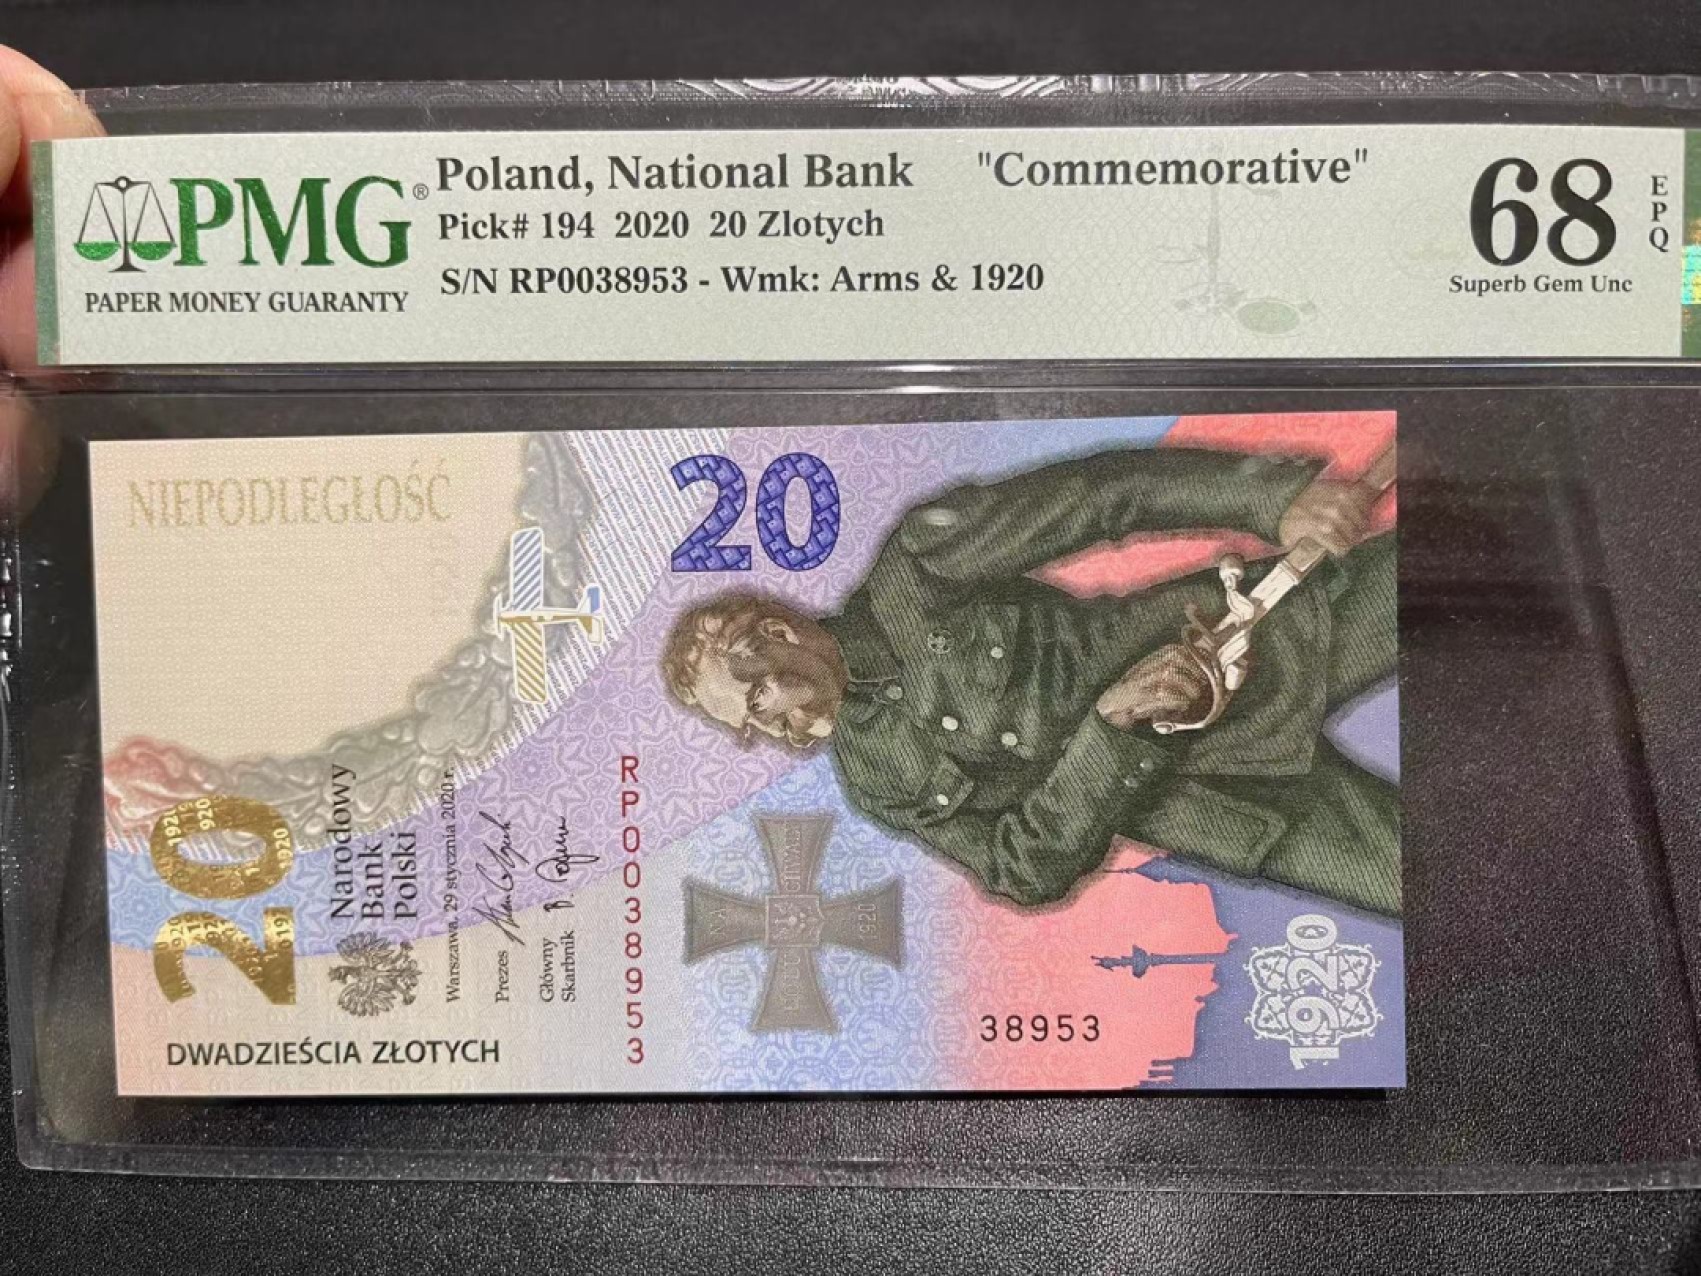 PMG®
PAPER MONEY GUARANTY
Poland, National Bank "Commemorative"
Pick# 194 2020 20 Zlotych
S/N RP0038953 - Wmk: Arms & 1920
68
EPQ
Superb Gem Unc
NIEPODLEGŁOŚĆ
20
20
Narodowy
Bank
Polski
Warszawa, 29 stycznia 2020 r.
Prezes
Główny
Skarbnik
RP0038953
DWADZIEŚCIA ZŁOTYCH
38953
1920